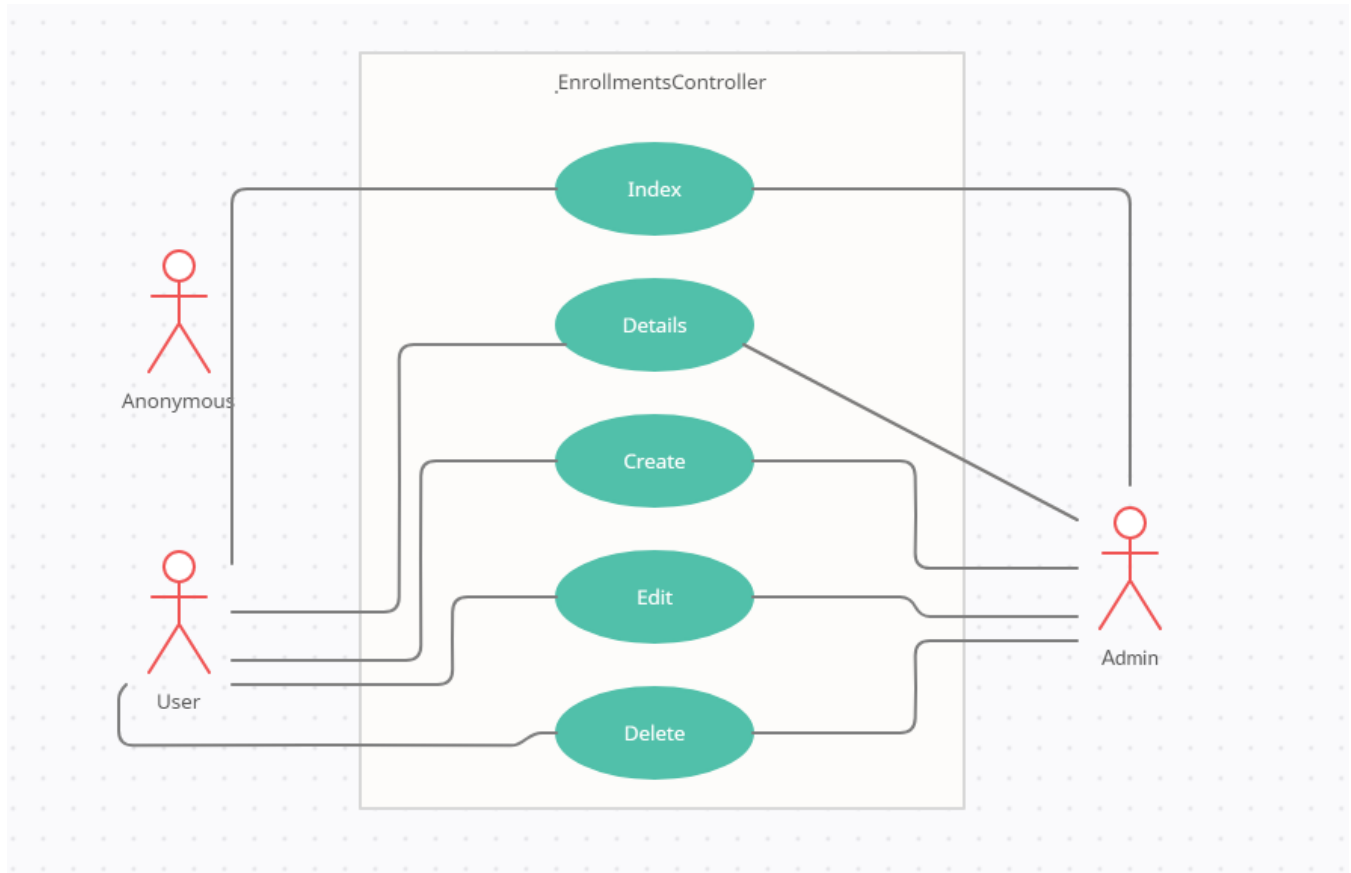 EnrollmentsController
Index
Details
Anonymous
Create
Edit
Admin
User
Delete